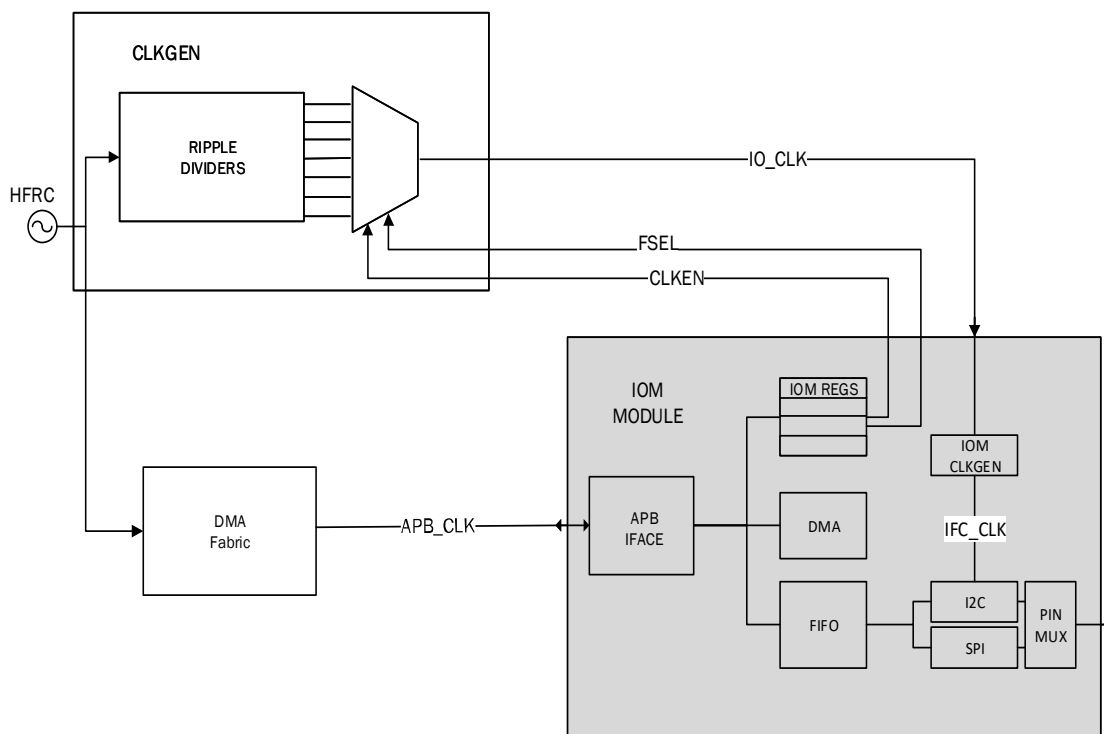 CLKGEN
RIPPLE
DIVIDERS
HFRC
IO_CLK
FSEL
CLKEN
IOM
MODULE
IOM REGS
IOM
CLKGEN
DMA
Fabric
APB_CLK
APB
IFACE
DMA
IFC_CLK
FIFO
I2C
SPI
PIN
MUX